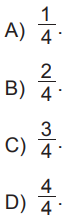 A) 1/4.
B) 2/4.
C) 3/4.
D) 4/4.